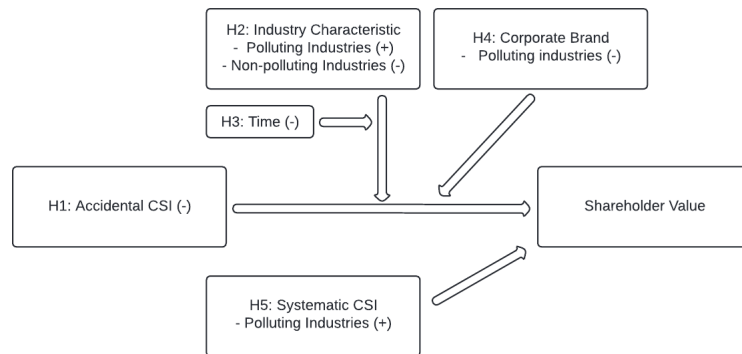 H2: Industry Characteristic
- Polluting Industries (+)
- Non-polluting Industries (-)
H4: Corporate Brand
- Polluting industries (-)
H3: Time (-)
H1: Accidental CSI (-)
Shareholder Value
H5: Systematic CSI
- Polluting Industries (+)